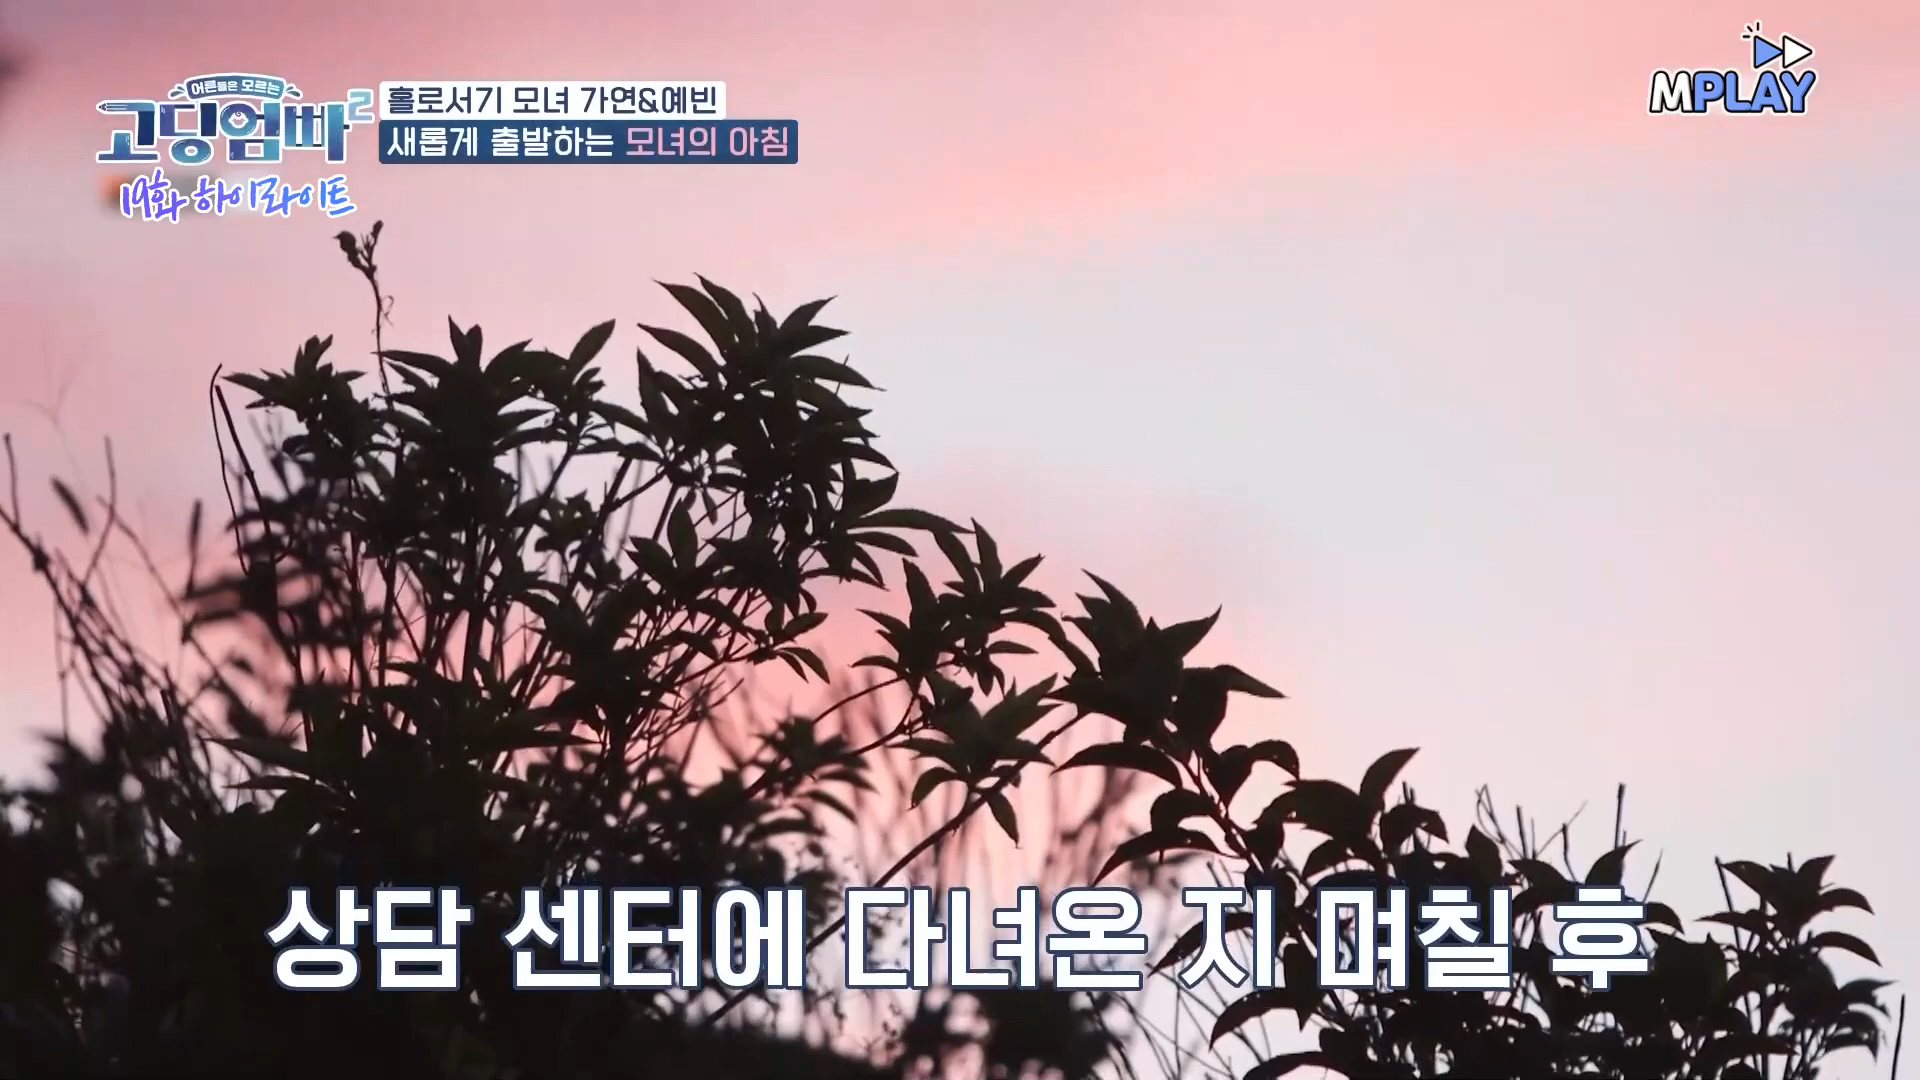 어른들은 모르는
고딩엄빠2
19화 하이라이트
홀로서기 모녀 가연&예빈
새롭게 출발하는 모녀의 아침
MPLAY
상담 센터에 다녀온 지 며칠 후